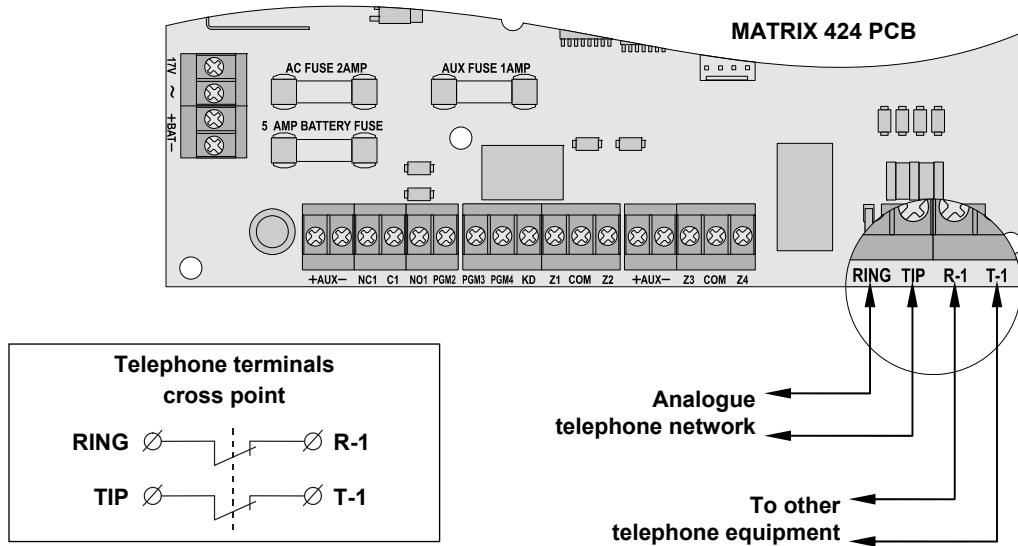 MATRIX 424 PCB
17V ~ +BAT-
AC FUSE 2AMP
AUX FUSE 1AMP
5 AMP BATTERY FUSE
+AUX- NC1 C1 NO1 PGM2 PGM3 PGM4 KD Z1 COM Z2 +AUX- Z3 COM Z4
RING TIP R-1 T-1
Telephone terminals
cross point
RING R-1
TIP T-1
Analogue
telephone network
To other
telephone equipment